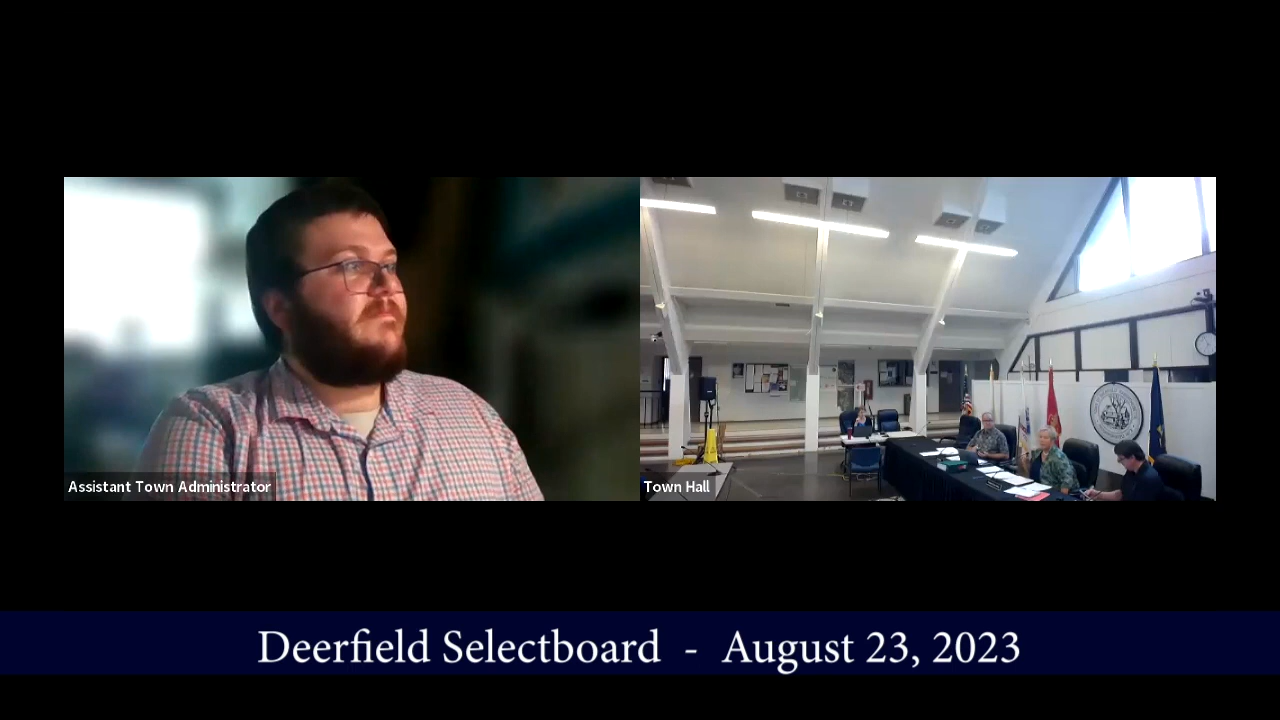 Assistant Town Administrator
Town Hall
Deerfield Selectboard - August 23, 2023